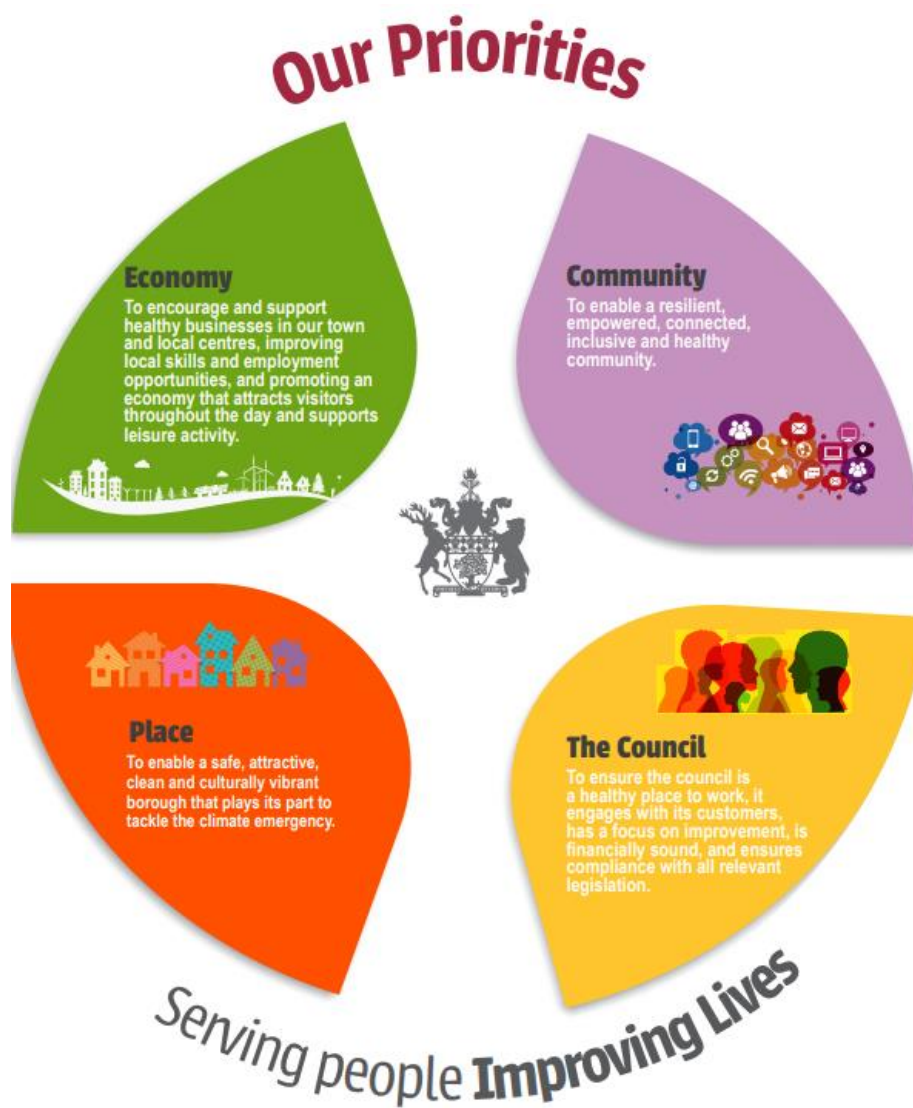 Our Priorities
Economy
To encourage and support
healthy businesses in our town
and local centres, improving
local skills and employment
opportunities, and promoting an
economy that attracts visitors
throughout the day and supports
leisure activity.
Community
To enable a resilient,
empowered, connected,
inclusive and healthy
community.
Place
To enable a safe, attractive,
clean and culturally vibrant
borough that plays its part to
tackle the climate emergency.
The Council
To ensure the council is
a healthy place to work, it
engages with its customers,
has a focus on improvement, is
financially sound, and ensures
compliance with all relevant
legislation.
Serving people Improving Lives